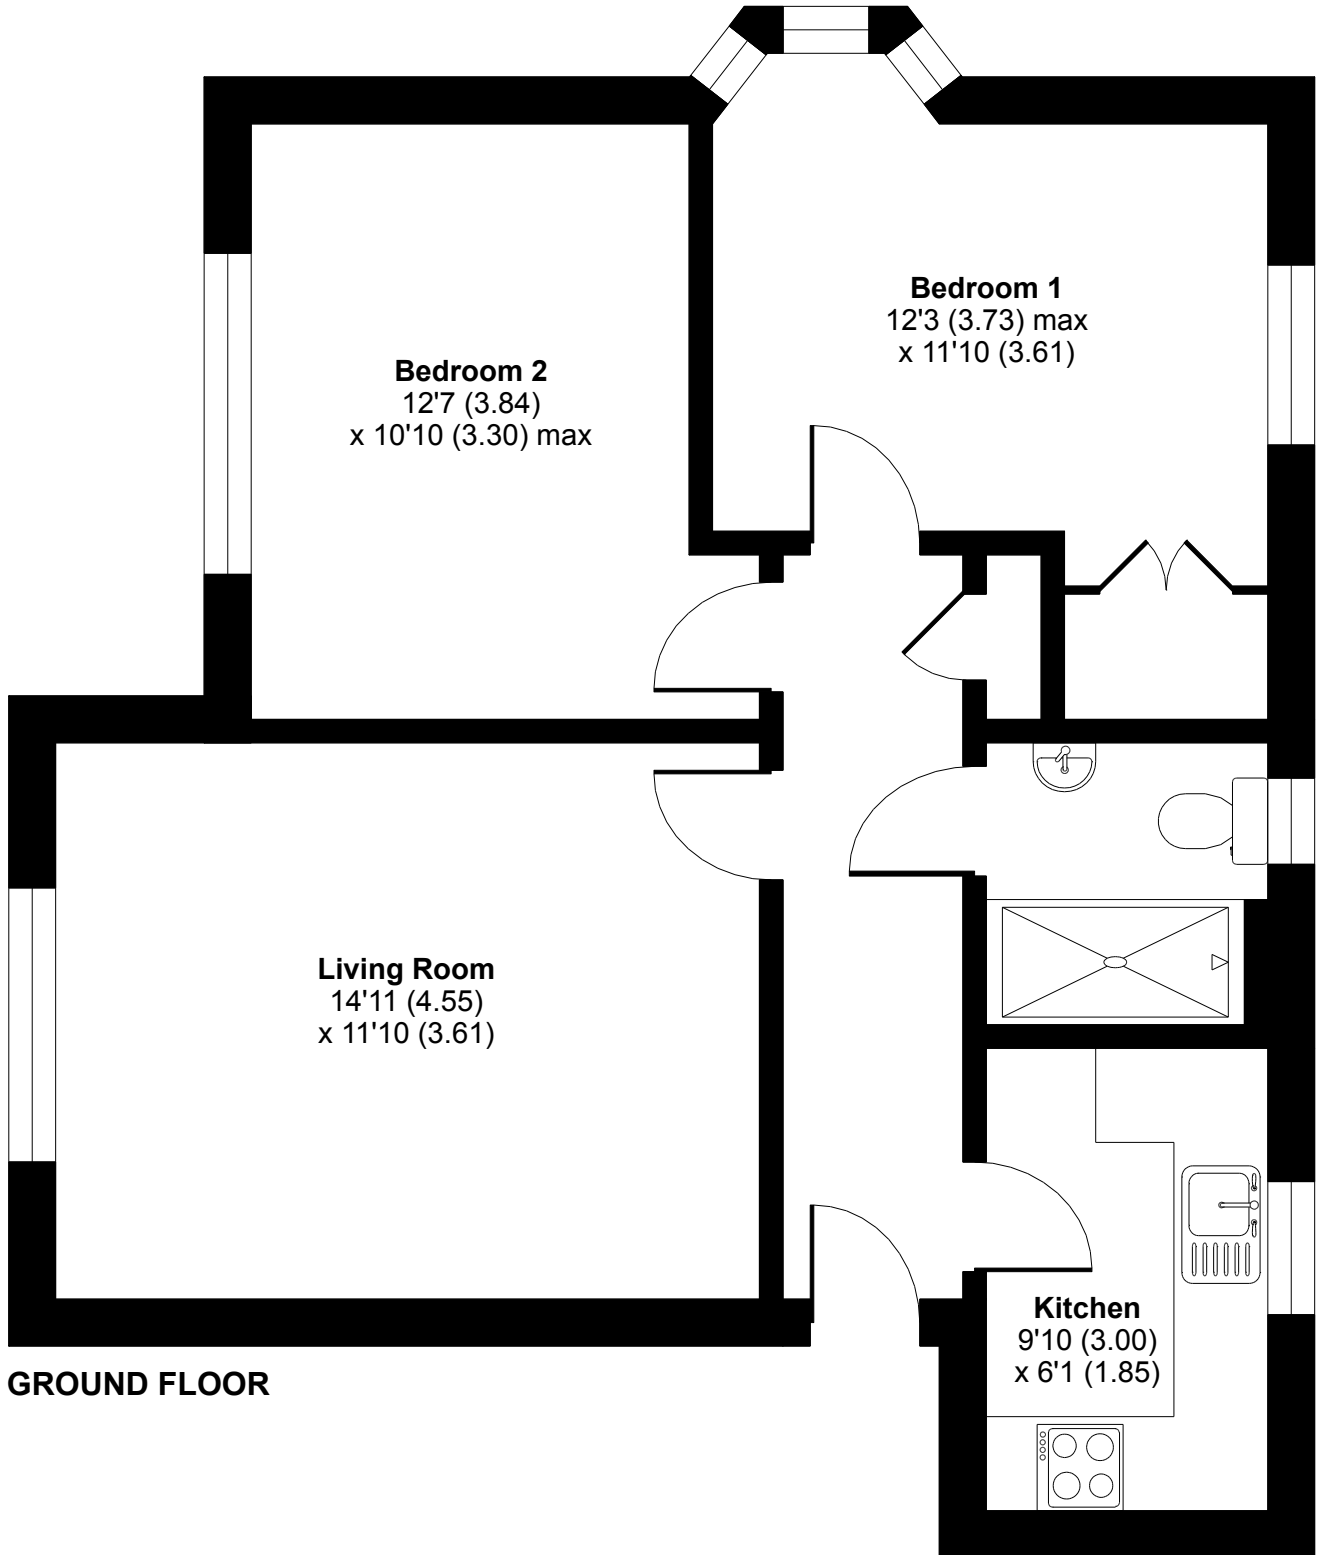 Bedroom 1
12'3 (3.73) max
x 11'10 (3.61)
Bedroom 2
12'7 (3.84)
x 10'10 (3.30) max
Living Room
14'11 (4.55)
x 11'10 (3.61)
Kitchen
9'10 (3.00)
x 6'1 (1.85)
GROUND FLOOR